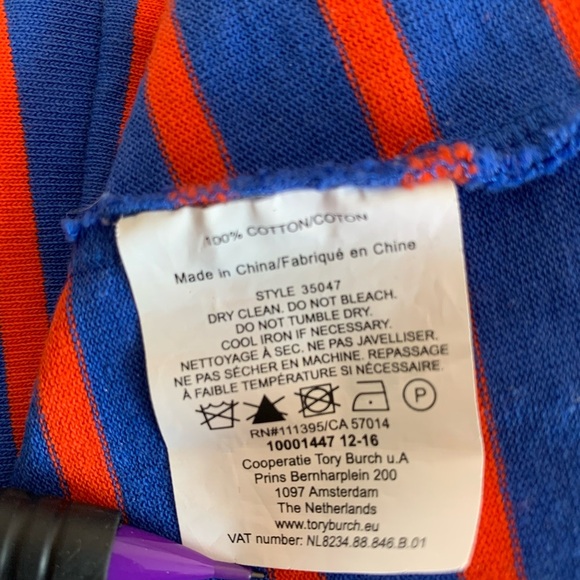 100% COTTON/COTON
Made in China/Fabriqué en Chine
STYLE 35047
DRY CLEAN. DO NOT BLEACH.
DO NOT TUMBLE DRY.
COOL IRON IF NECESSARY.
NETTOYAGE À SEC. NE PAS JAVELLISER.
NE PAS SÉCHER EN MACHINE. REPASSAGE
À FAIBLE TEMPÉRATURE SI NÉCESSAIRE.
P
RN#111395/CA 57014
10001447 12-16
Cooperatie Tory Burch u.A
Prins Bernharplein 200
1097 Amsterdam
The Netherlands
www.toryburch.eu
VAT number: NL8234.88.846.B.01